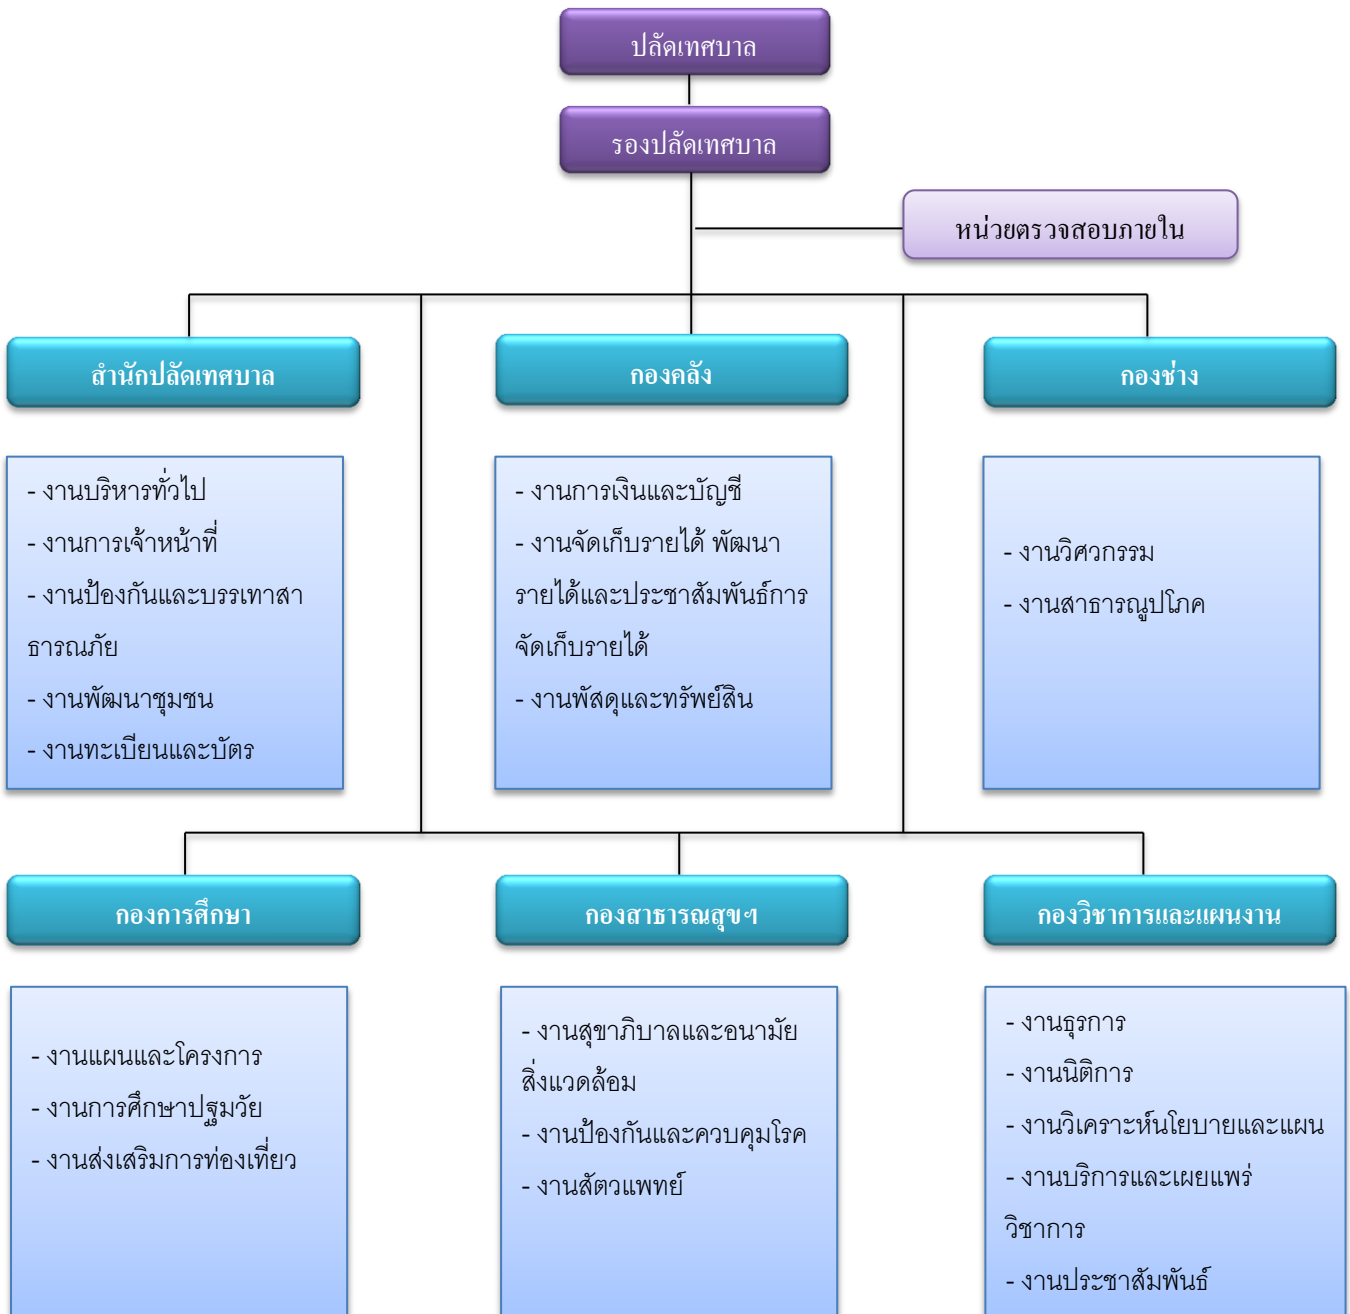 ปลัดเทศบาล
รองปลัดเทศบาล
หน่วยตรวจสอบภายใน
สำนักปลัดเทศบาล
กองคลัง
กองช่าง
- งานบริหารทั่วไป
- งานการเจ้าหน้าที่
- งานป้องกันและบรรเทาสา
ธารณภัย
- งานพัฒนาชุมชน
- งานทะเบียนและบัตร
- งานการเงินและบัญชี
- งานจัดเก็บรายได้ พัฒนา
รายได้และประชาสัมพันธ์การ
จัดเก็บรายได้
- งานพัสดุและทรัพย์สิน
- งานวิศวกรรม
- งานสาธารณูปโภค
กองการศึกษา
กองสาธารณสุขฯ
กองวิชาการและแผนงาน
- งานแผนและโครงการ
- งานการศึกษาปฐมวัย
- งานส่งเสริมการท่องเที่ยว
- งานสุขาภิบาลและอนามัย
สิ่งแวดล้อม
- งานป้องกันและควบคุมโรค
- งานสัตวแพทย์
- งานธุรการ
- งานนิติการ
- งานวิเคราะห์นโยบายและแผน
- งานบริการและเผยแพร่
วิชาการ
- งานประชาสัมพันธ์